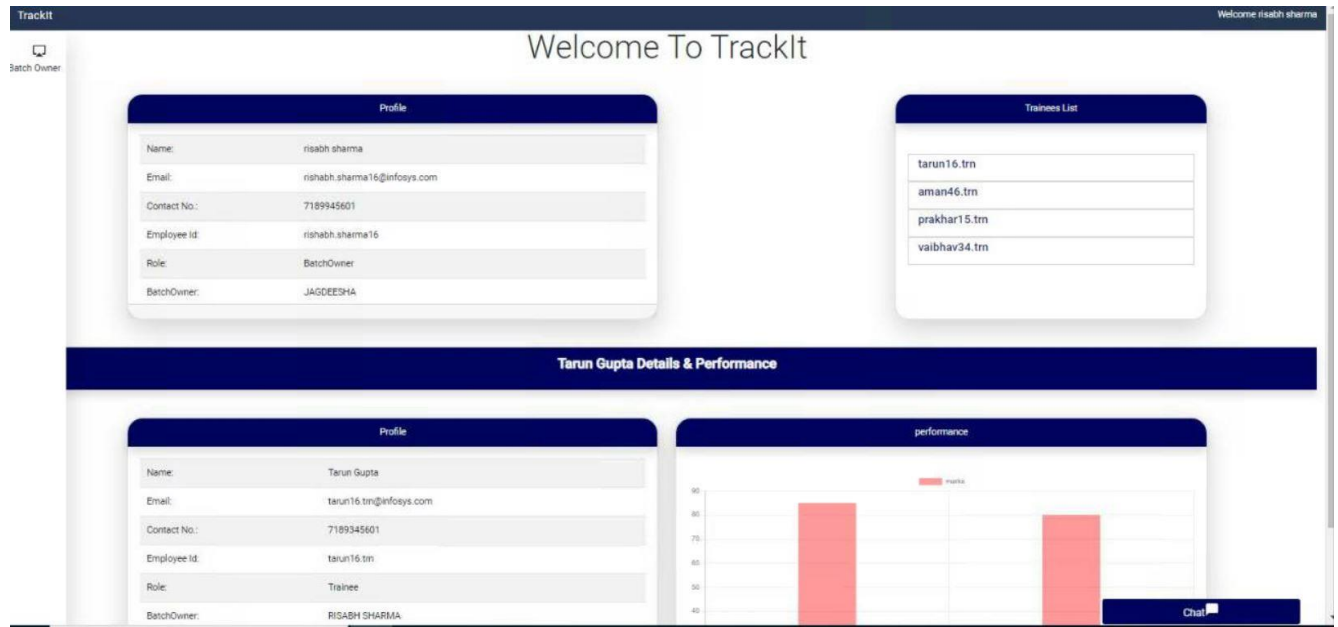 TrackIt
Welcome risabh sharma
Batch Owner
Welcome To TrackIt
Profile
Name: risabh sharma
Email: rishabh.sharma16@infosys.com
Contact No.: 7189945601
Employee Id: rishabh.sharma16
Role: BatchOwner
BatchOwner: JAGDEESHA
Trainees List
tarun16.trn
aman46.trn
prakhar15.trn
vaibhav34.trn
Tarun Gupta Details & Performance
Profile
Name: Tarun Gupta
Email: tarun16.trn@infosys.com
Contact No.: 7189345601
Employee Id: tarun16.trn
Role: Trainee
BatchOwner: RISABH SHARMA
performance
marks
90
80
70
60
50
40
Chat